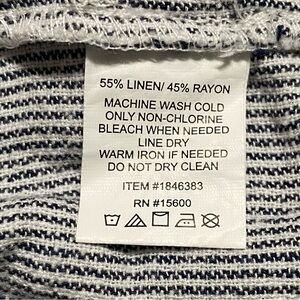 55% LINEN/ 45% RAYON
MACHINE WASH COLD
ONLY NON-CHLORINE
BLEACH WHEN NEEDED
LINE DRY
WARM IRON IF NEEDED
DO NOT DRY CLEAN
ITEM #1846383
RN #15600